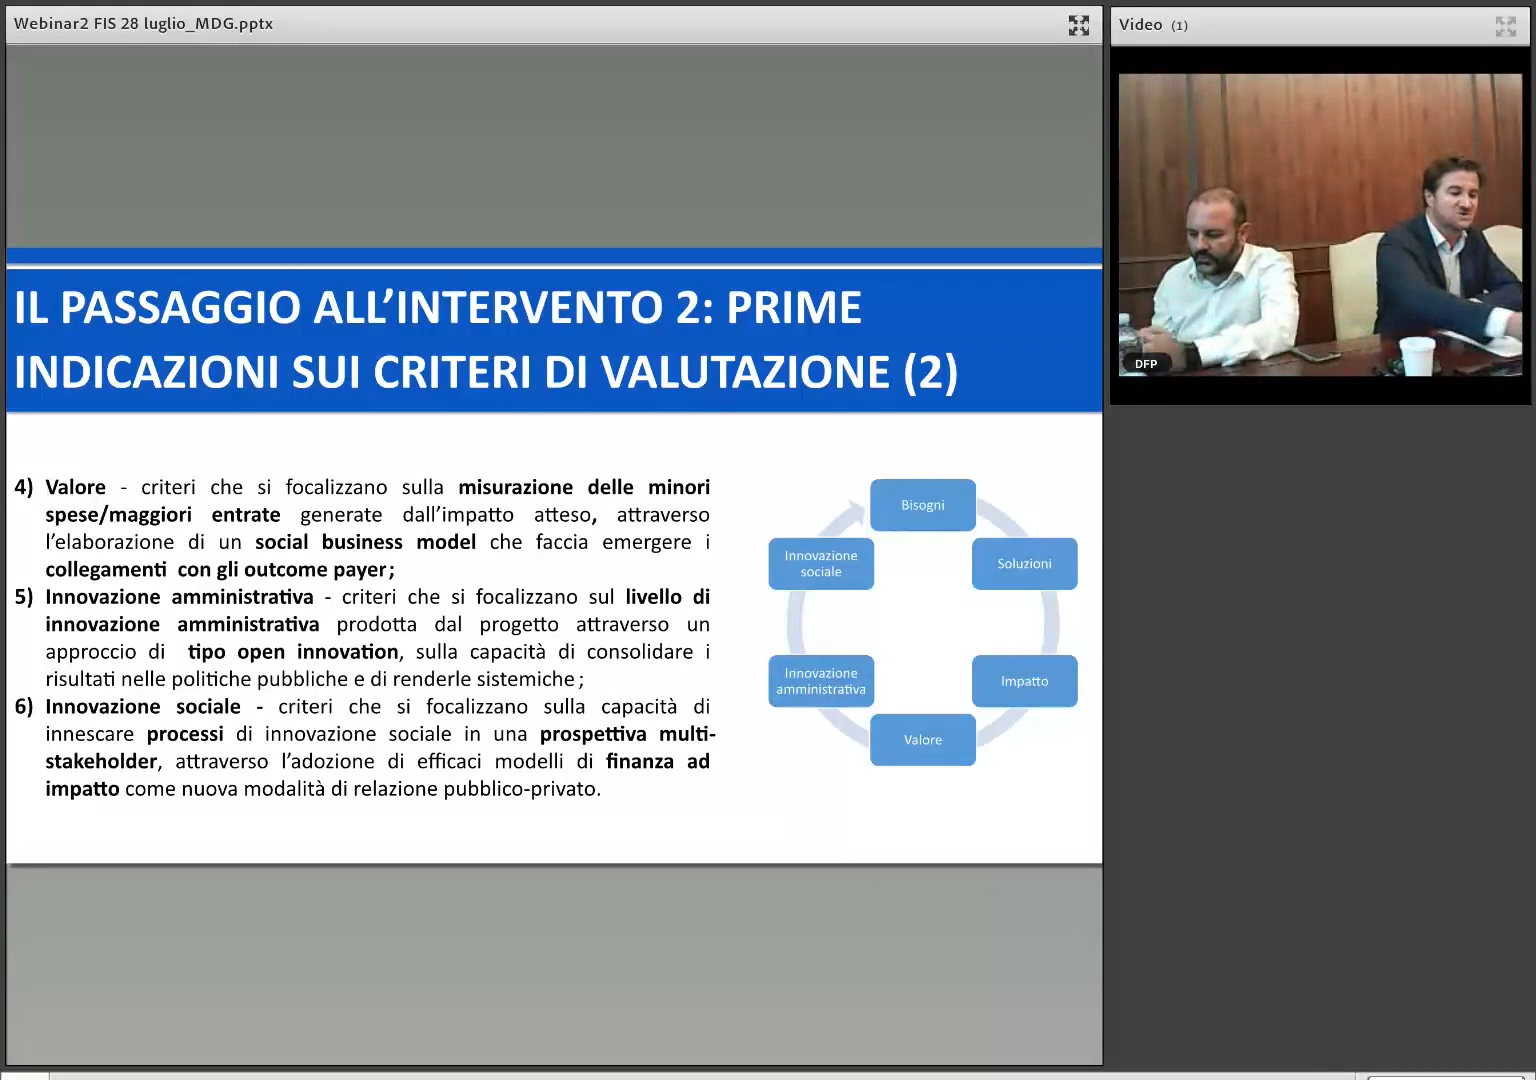 Webinar2 FIS 28 luglio_MDG.pptx
Video (1)
DFP
IL PASSAGGIO ALL’INTERVENTO 2: PRIME
INDICAZIONI SUI CRITERI DI VALUTAZIONE (2)
4) Valore - criteri che si focalizzano sulla misurazione delle minori
spese/maggiori entrate generate dall’impatto atteso, attraverso
l’elaborazione di un social business model che faccia emergere i
collegamenti con gli outcome payer;
5) Innovazione amministrativa - criteri che si focalizzano sul livello di
innovazione amministrativa prodotta dal progetto attraverso un
approccio di tipo open innovation, sulla capacità di consolidare i
risultati nelle politiche pubbliche e di renderle sistemiche;
6) Innovazione sociale - criteri che si focalizzano sulla capacità di
innescare processi di innovazione sociale in una prospettiva multi-
stakeholder, attraverso l’adozione di efficaci modelli di finanza ad
impatto come nuova modalità di relazione pubblico-privato.
Bisogni
Soluzioni
Impatto
Valore
Innovazione
amministrativa
Innovazione
sociale